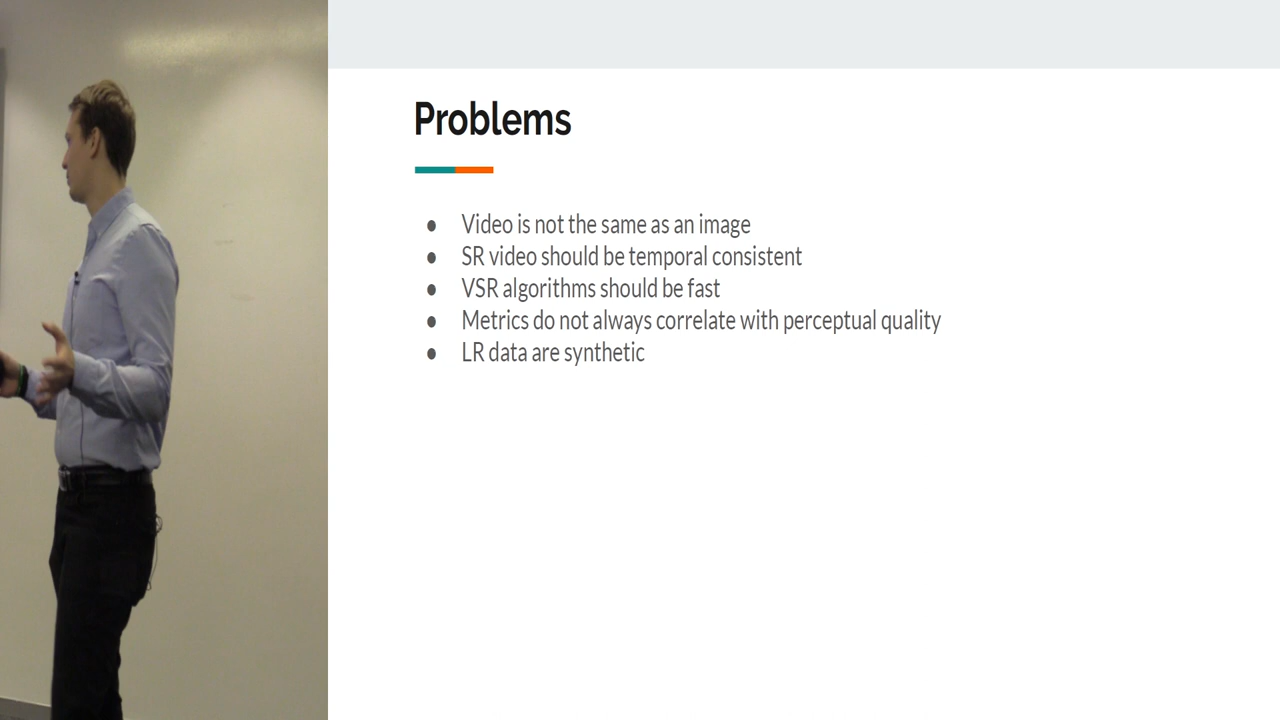 Problems
● Video is not the same as an image
● SR video should be temporal consistent
● VSR algorithms should be fast
● Metrics do not always correlate with perceptual quality
● LR data are synthetic